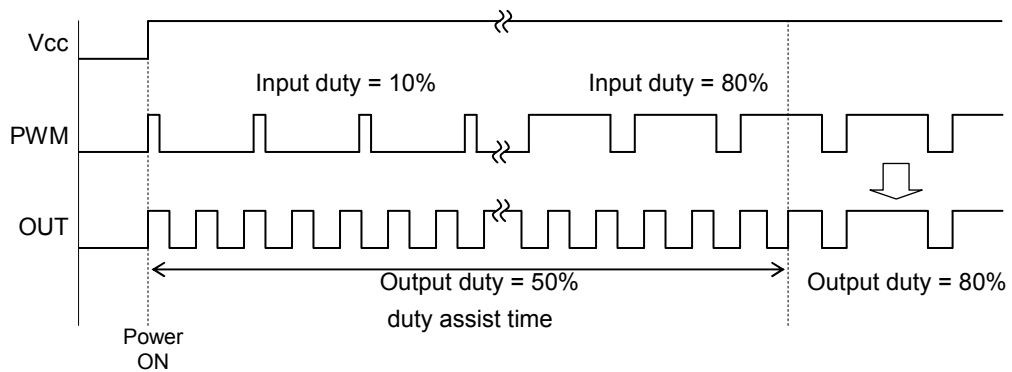 Vcc
Input duty = 10%
Input duty = 80%
PWM
OUT
Output duty = 50%
Output duty = 80%
duty assist time
Power
ON